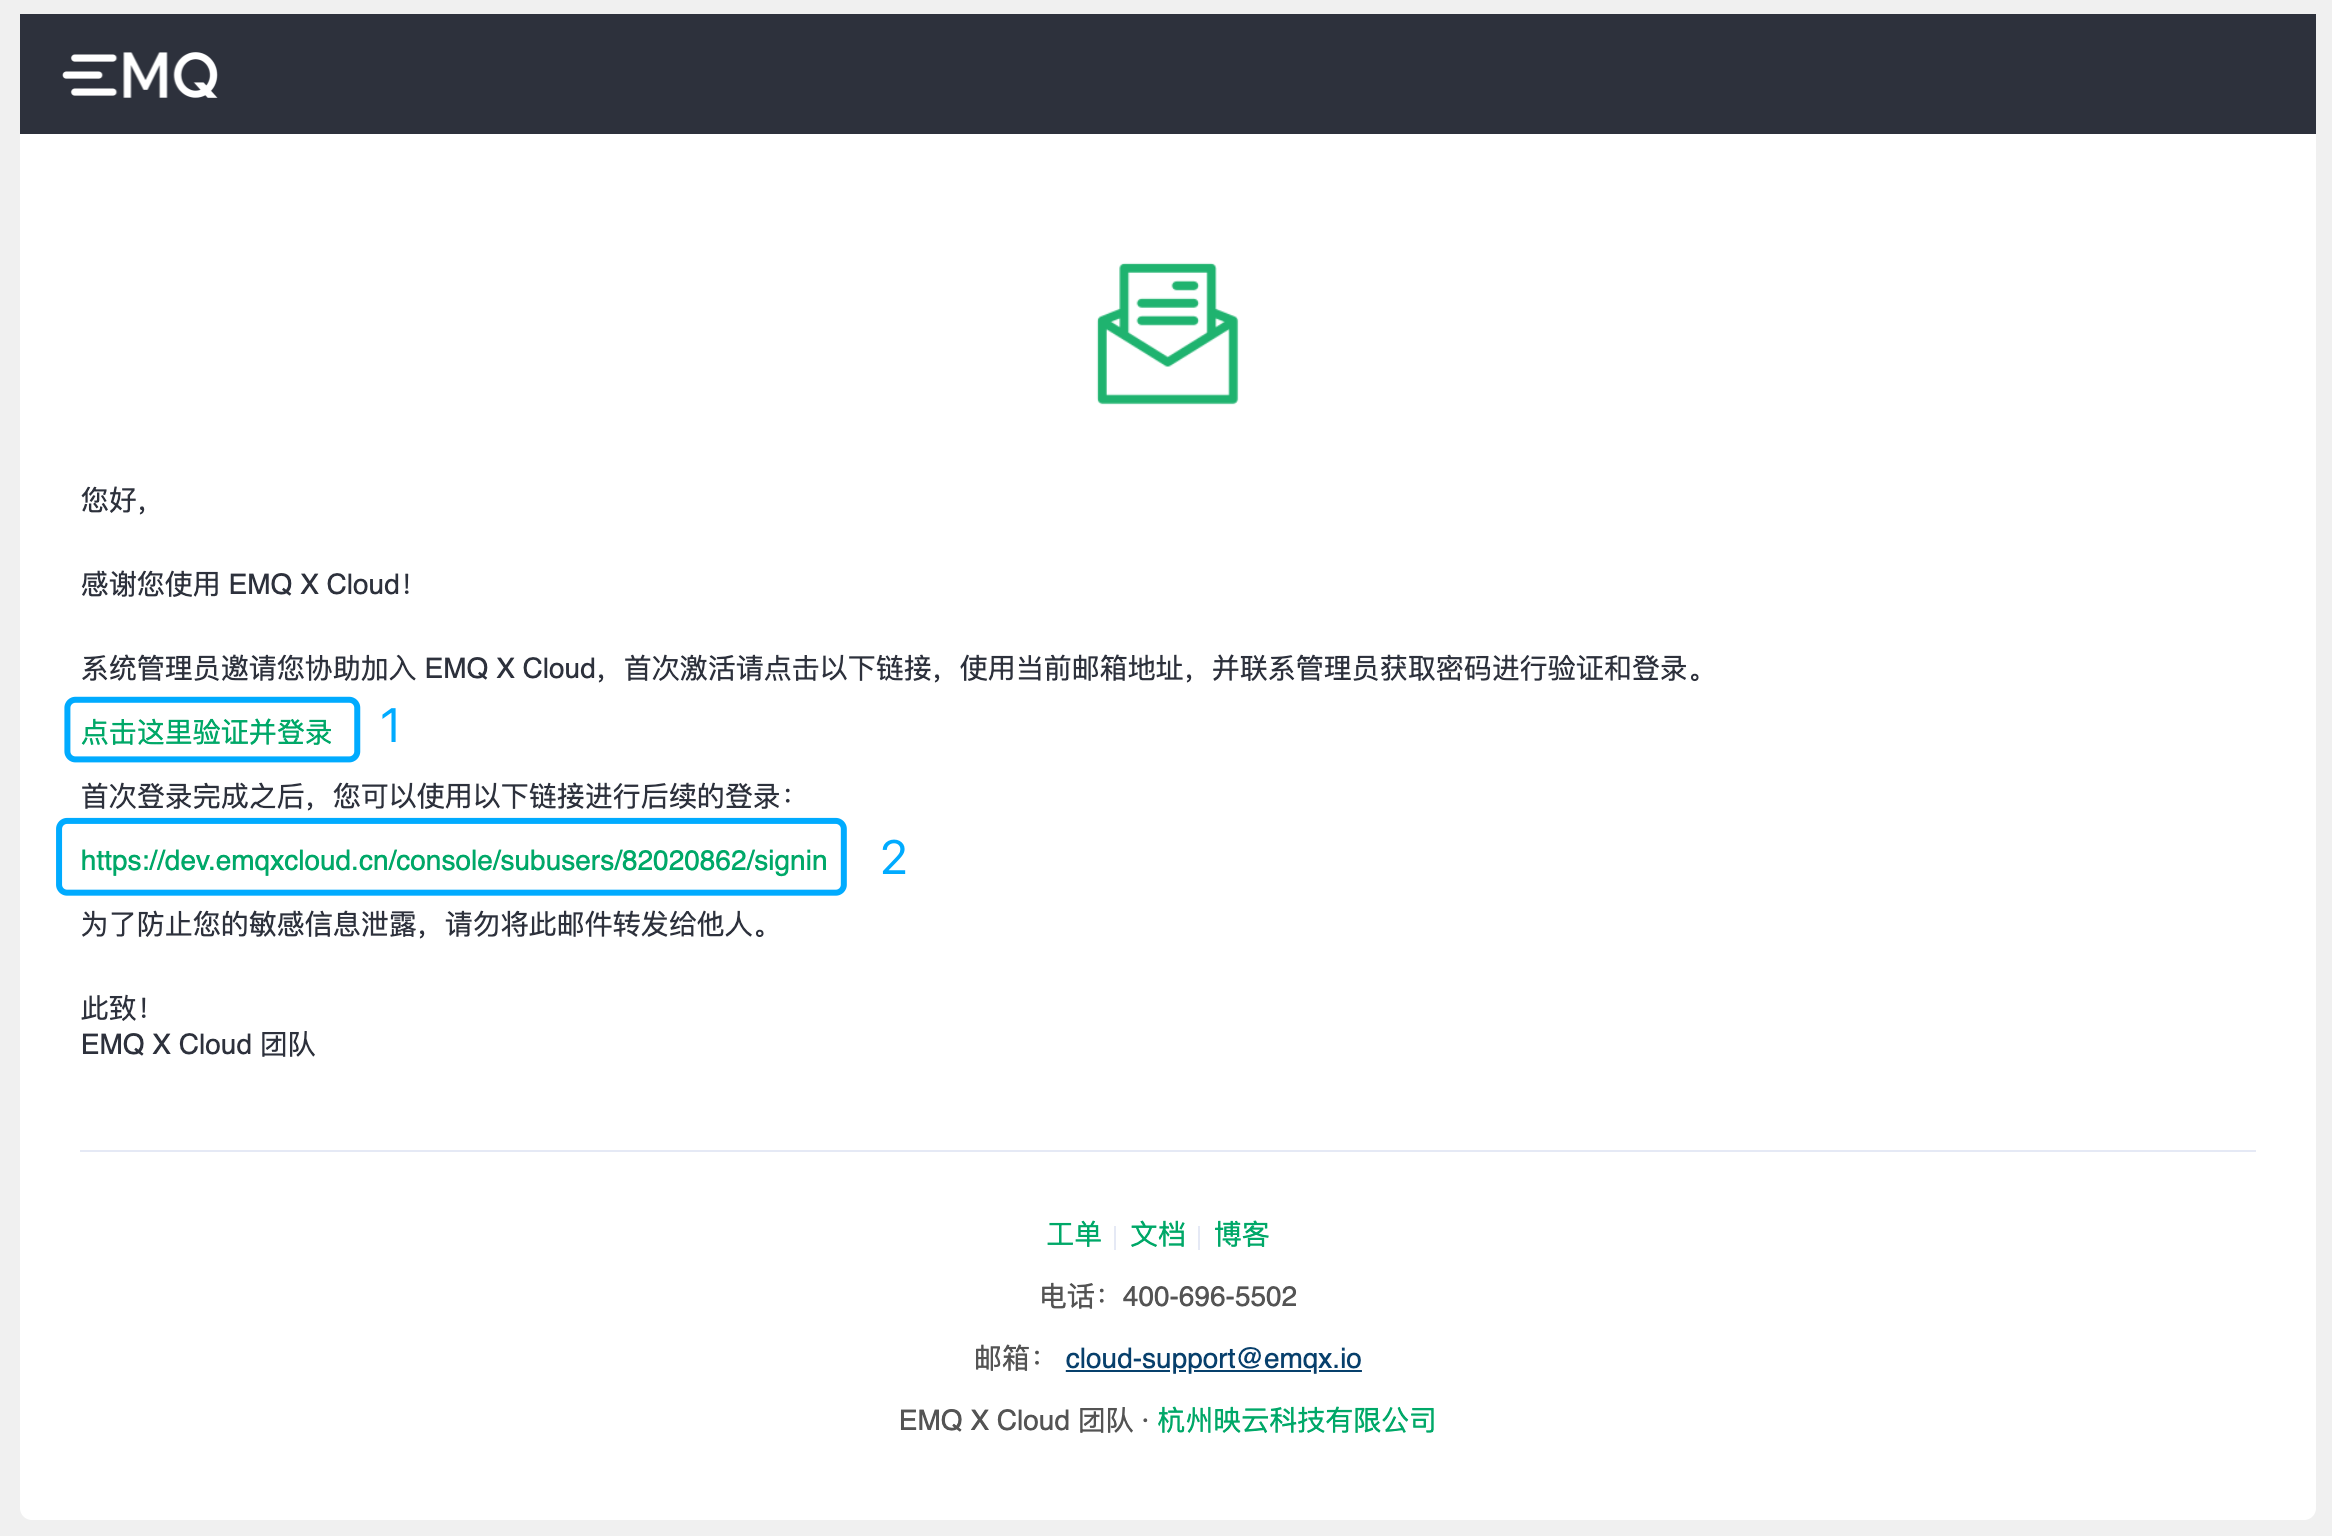 EMQ
您好，
感谢您使用 EMQ X Cloud！
系统管理员邀请您协助加入 EMQ X Cloud，首次激活请点击以下链接，使用当前邮箱地址，并联系管理员获取密码进行验证和登录。
点击这里验证并登录 1
首次登录完成之后，您可以使用以下链接进行后续的登录：
https://dev.emqxcloud.cn/console/subusers/82020862/signin 2
为了防止您的敏感信息泄露，请勿将此邮件转发给他人。
此致！
EMQ X Cloud 团队
工单 | 文档 | 博客
电话：400-696-5502
邮箱： cloud-support@emqx.io
EMQ X Cloud 团队 · 杭州映云科技有限公司